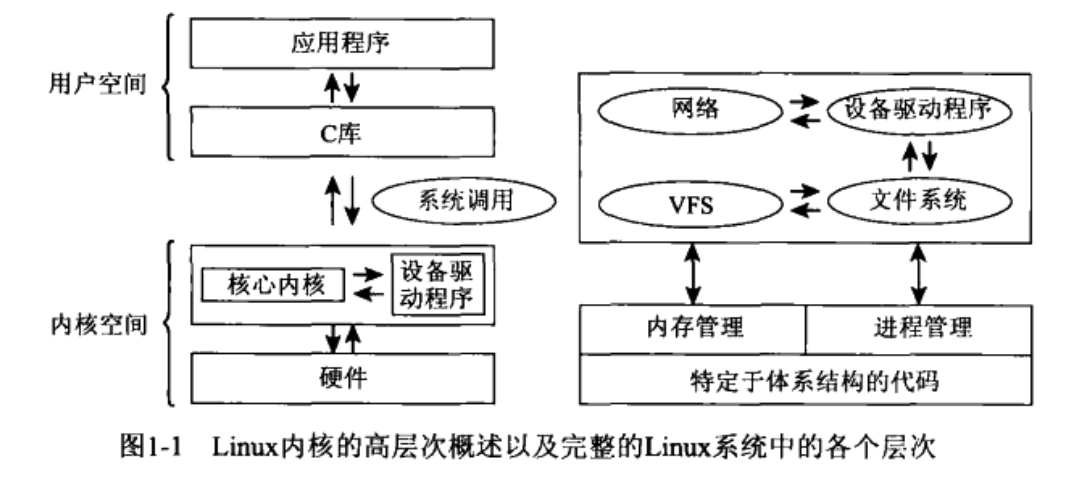 用户空间
应用程序
C库
系统调用
内核空间
核心内核
设备驱
动程序
硬件
网络
设备驱动程序
VFS
文件系统
内存管理
进程管理
特定于体系结构的代码
图1-1 Linux内核的高层次概述以及完整的Linux系统中的各个层次